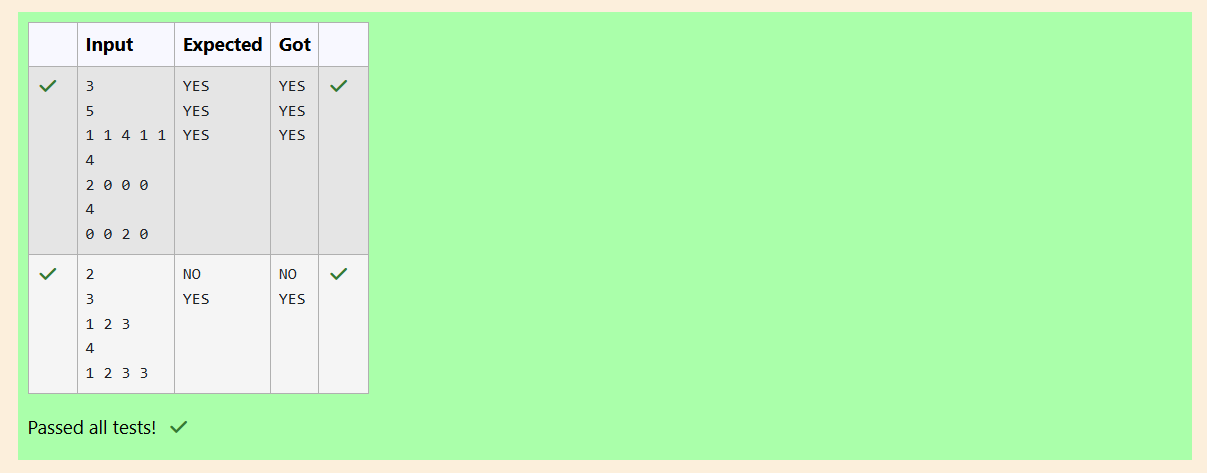 Input Expected Got
3 YES YES
5 YES YES
1 1 4 1 1 YES YES
4
2 0 0 0
4
0 0 2 0
2 NO NO
3 YES YES
1 2 3
4
1 2 3 3
Passed all tests!